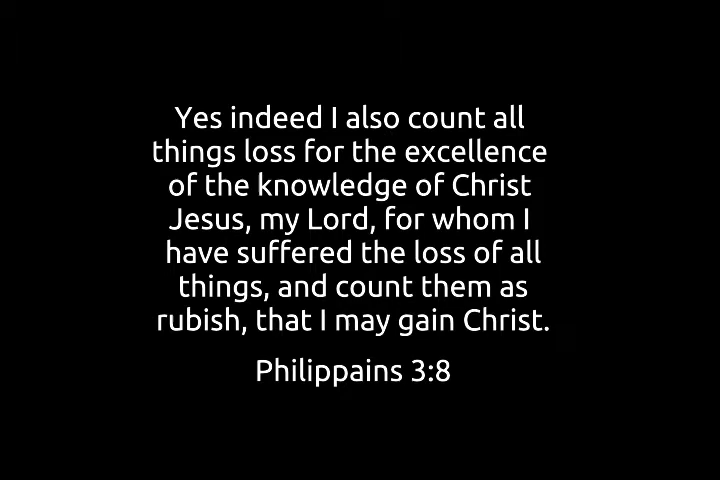 Yes indeed I also count all
things loss for the excellence
of the knowledge of Christ
Jesus, my Lord, for whom I
have suffered the loss of all
things, and count them as
rubish, that I may gain Christ.
Philippains 3:8